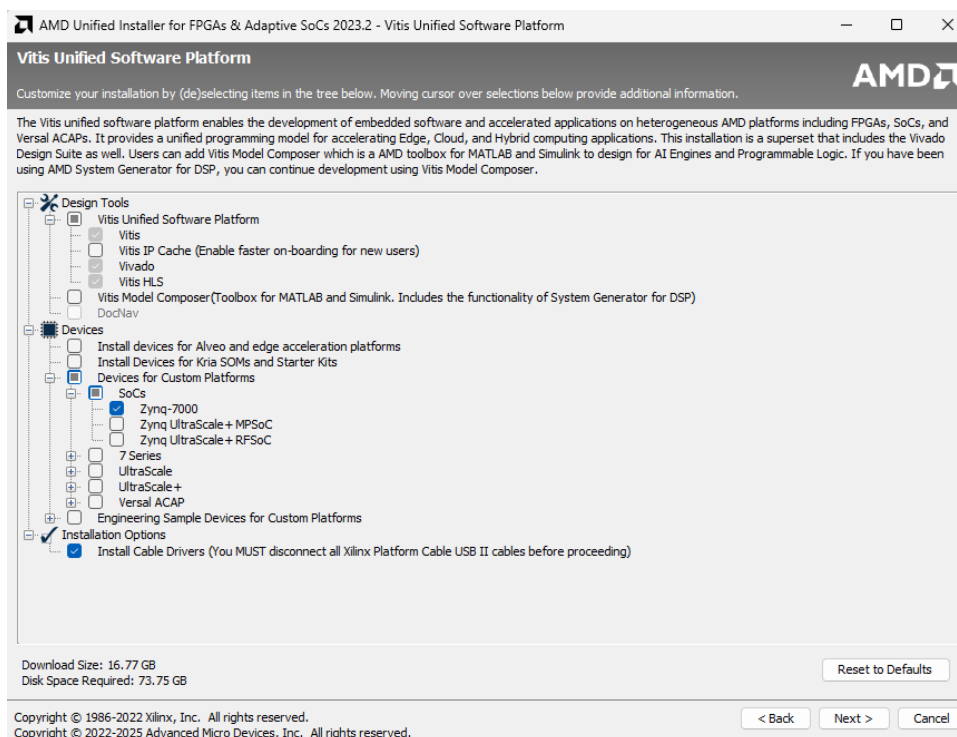 AMD Unified Installer for FPGAs & Adaptive SoCs 2023.2 - Vitis Unified Software Platform
Vitis Unified Software Platform
AMD
Customize your installation by (de)selecting items in the tree below. Moving cursor over selections below provide additional information.
The Vitis unified software platform enables the development of embedded software and accelerated applications on heterogeneous AMD platforms including FPGAs, SoCs, and
Versal ACAPs. It provides a unified programming model for accelerating Edge, Cloud, and Hybrid computing applications. This installation is a superset that includes the Vivado
Design Suite as well. Users can add Vitis Model Composer which is a AMD toolbox for MATLAB and Simulink to design for AI Engines and Programmable Logic. If you have been
using AMD System Generator for DSP, you can continue development using Vitis Model Composer.
Design Tools
Vitis Unified Software Platform
Vitis
Vitis IP Cache (Enable faster on-boarding for new users)
Vivado
Vitis HLS
Vitis Model Composer(Toolbox for MATLAB and Simulink. Includes the functionality of System Generator for DSP)
DocNav
Devices
Install devices for Alveo and edge acceleration platforms
Install Devices for Kria SOMs and Starter Kits
Devices for Custom Platforms
SoCs
Zynq-7000
Zynq UltraScale+ MPSoC
Zynq UltraScale+ RFSoC
7 Series
UltraScale
UltraScale+
Versal ACAP
Engineering Sample Devices for Custom Platforms
Installation Options
Install Cable Drivers (You MUST disconnect all Xilinx Platform Cable USB II cables before proceeding)
Download Size: 16.77 GB
Disk Space Required: 73.75 GB
Reset to Defaults
Copyright © 1986-2022 Xilinx, Inc. All rights reserved.
Copyright © 2022-2025 Advanced Micro Devices, Inc. All rights reserved.
< Back
Next >
Cancel